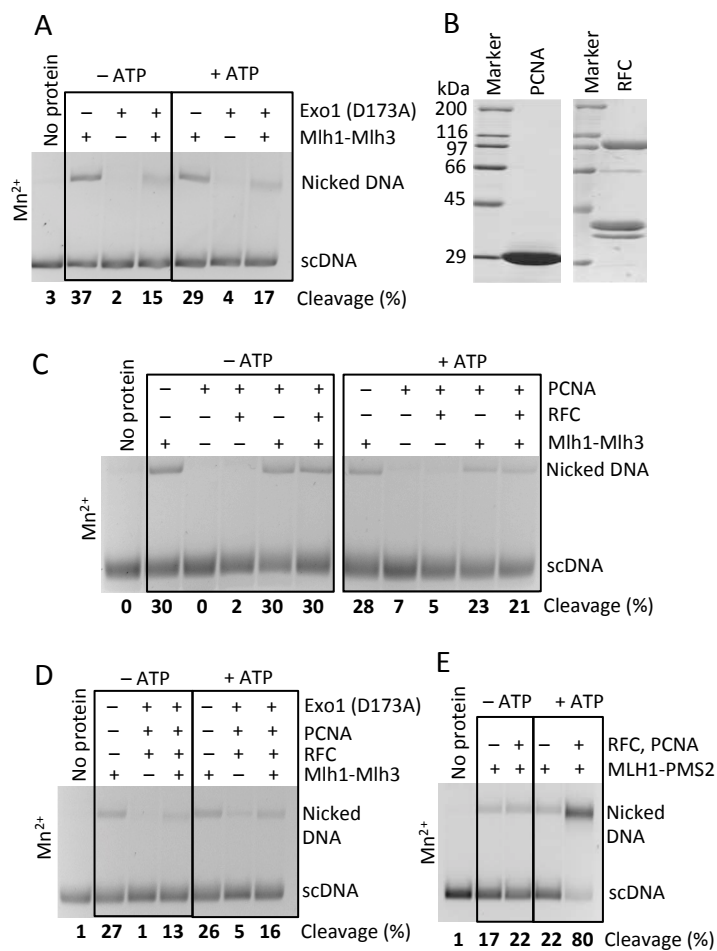 A
No protein
– ATP
+ ATP
– + + – + + Exo1 (D173A)
+ – + + – + Mlh1-Mlh3
Mn2+
Nicked DNA
scDNA
3 37 2 15 29 4 17 Cleavage (%)
B
kDa
Marker
PCNA
Marker
RFC
200
116
97
66
45
29
C
No protein
– ATP
+ ATP
– + + + + – + + + + PCNA
– – + – + – – + – + RFC
+ – – + + + – – + + Mlh1-Mlh3
Mn2+
Nicked DNA
scDNA
0 30 0 2 30 30 28 7 5 23 21 Cleavage (%)
D
No protein
– ATP
+ ATP
– + + – + + Exo1 (D173A)
– + + – + + PCNA
– + + – + + RFC
+ – + + – + Mlh1-Mlh3
Mn2+
Nicked
DNA
scDNA
1 27 1 13 26 5 16 Cleavage (%)
E
No protein
– ATP
+ ATP
– + – + RFC, PCNA
+ + + + MLH1-PMS2
Mn2+
Nicked
DNA
scDNA
1 17 22 22 80 Cleavage (%)